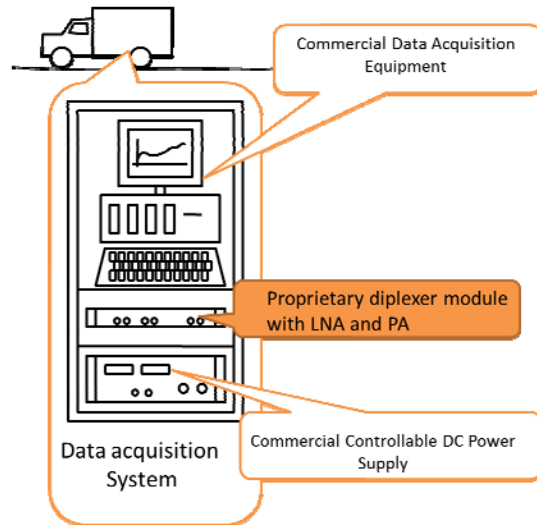 Commercial Data Acquisition
Equipment
Proprietary diplexer module
with LNA and PA
Commercial Controllable DC Power
Supply
Data acquisition
System